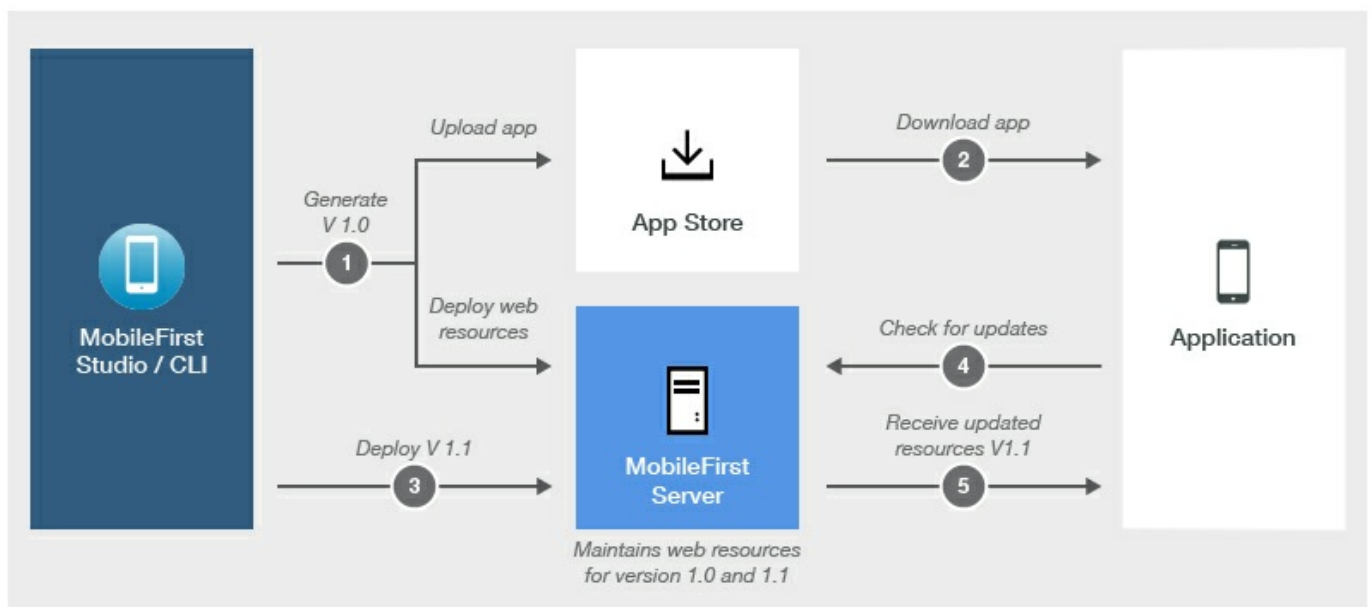 Upload app
Download app
2
Generate
V 1.0
1
App Store
MobileFirst
Studio / CLI
Deploy web
resources
Check for updates
4
Application
Deploy V 1.1
3
MobileFirst
Server
Receive updated
resources V1.1
5
Maintains web resources
for version 1.0 and 1.1